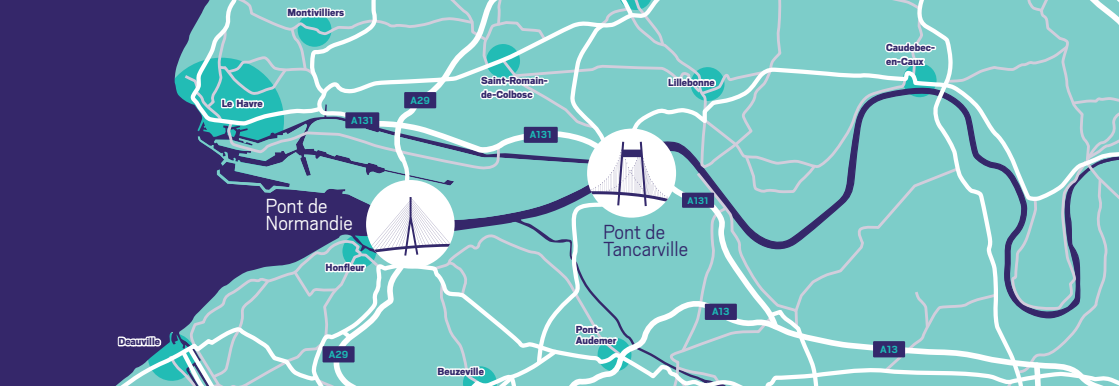 Montivilliers
Caudebec-
en-Caux
Saint-Romain-
de-Colbosc
Lillebonne
A29
Le Havre
A131
A131
A131
Pont de
Normandie
Pont de
Tancarville
Honfleur
A13
Pont-
Audemer
Deauville
A29
A13
Beuzeville